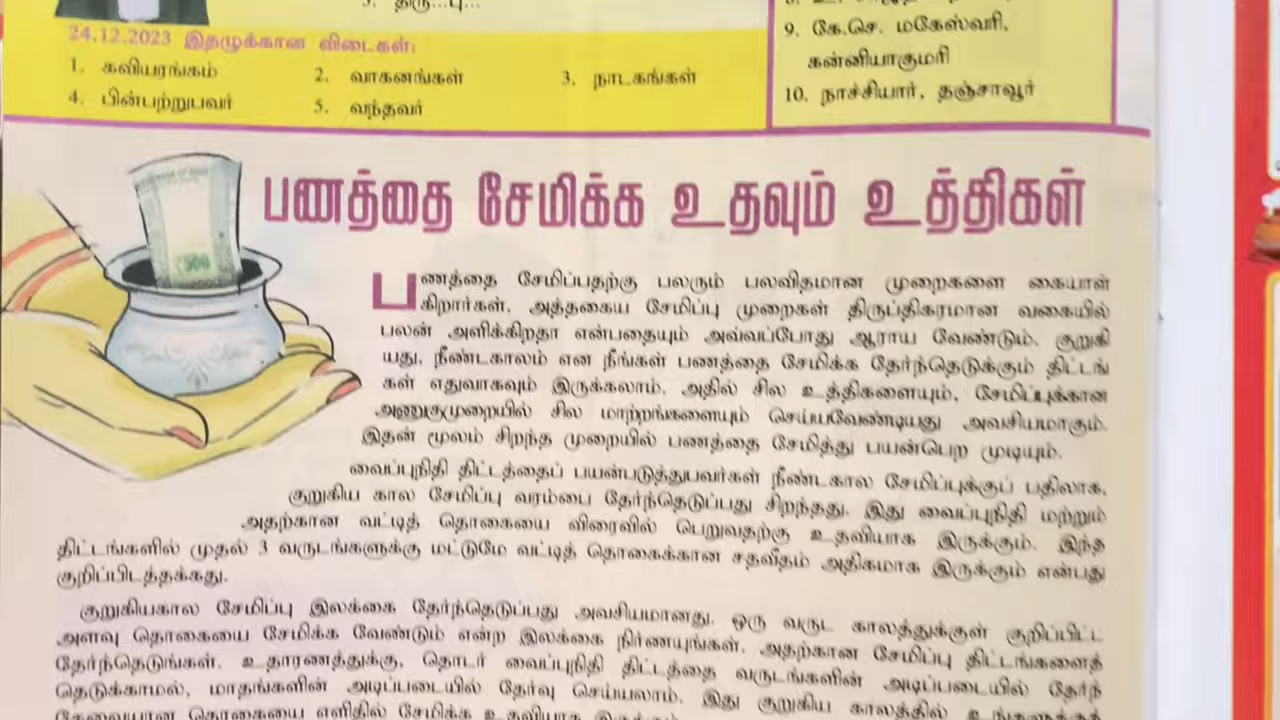 24.12.2023 இதழுக்கான விடைகள்:
1. கவியரங்கம் 2. வாகனங்கள் 3. நாடகங்கள்
4. பின்பற்றுபவர் 5. வந்தவர்
9. கே.செ. மகேஸ்வரி,
கன்னியாகுமரி
10. நாச்சியார், தஞ்சாவூர்
பணத்தை சேமிக்க உதவும் உத்திகள்
500
பணத்தை சேமிப்பதற்கு பலரும் பலவிதமான முறைகளை கையாள்
கிறார்கள். அத்தகைய சேமிப்பு முறைகள் திருப்திகரமான வகையில்
பலன் அளிக்கிறதா என்பதையும் அவ்வப்போது ஆராய வேண்டும். குறுகி
யது, நீண்டகாலம் என நீங்கள் பணத்தை சேமிக்க தேர்ந்தெடுக்கும் திட்டங்
கள் எதுவாகவும் இருக்கலாம். அதில் சில உத்திகளையும், சேமிப்புக்கான
அணுகுமுறையில் சில மாற்றங்களையும் செய்யவேண்டியது அவசியமாகும்.
இதன் மூலம் சிறந்த முறையில் பணத்தை சேமித்து பயன்பெற முடியும்.
வைப்புநிதி திட்டத்தைப் பயன்படுத்துபவர்கள் நீண்டகால சேமிப்புக்குப் பதிலாக,
குறுகிய கால சேமிப்பு வரம்பை தேர்ந்தெடுப்பது சிறந்தது. இது வைப்புநிதி மற்றும்
அதற்கான வட்டித் தொகையை விரைவில் பெறுவதற்கு உதவியாக இருக்கும். இந்த
திட்டங்களில் முதல் 3 வருடங்களுக்கு மட்டுமே வட்டித் தொகைக்கான சதவீதம் அதிகமாக இருக்கும் என்பது
குறிப்பிடத்தக்கது.
குறுகியகால சேமிப்பு இலக்கை தேர்ந்தெடுப்பது அவசியமானது. ஒரு வருட காலத்துக்குள் குறிப்பிட்ட
அளவு தொகையை சேமிக்க வேண்டும் என்ற இலக்கை நிர்ணயுங்கள். அதற்கான சேமிப்பு திட்டங்களைத்
தேர்ந்தெடுங்கள். உதாரணத்துக்கு, தொடர் வைப்புநிதி திட்டத்தை வருடங்களின் அடிப்படையில் தேர்ந்
தெடுக்காமல், மாதங்களின் அடிப்படையில் தேர்வு செய்யலாம். இது குறுகிய காலத்தில் உங்களுக்குத்
தேவையான தொகையை எளிதில் சேமிக்க உதவியாக இருக்கும்.